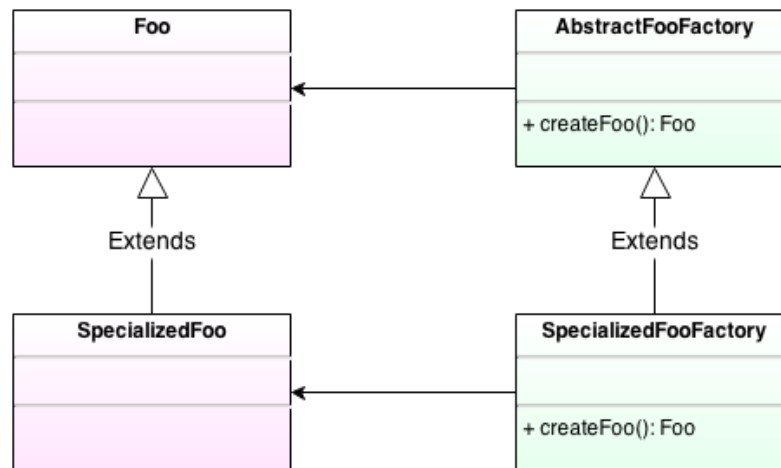 Foo
AbstractFooFactory
+ createFoo(): Foo
Extends
Extends
SpecializedFoo
SpecializedFooFactory
+ createFoo(): Foo